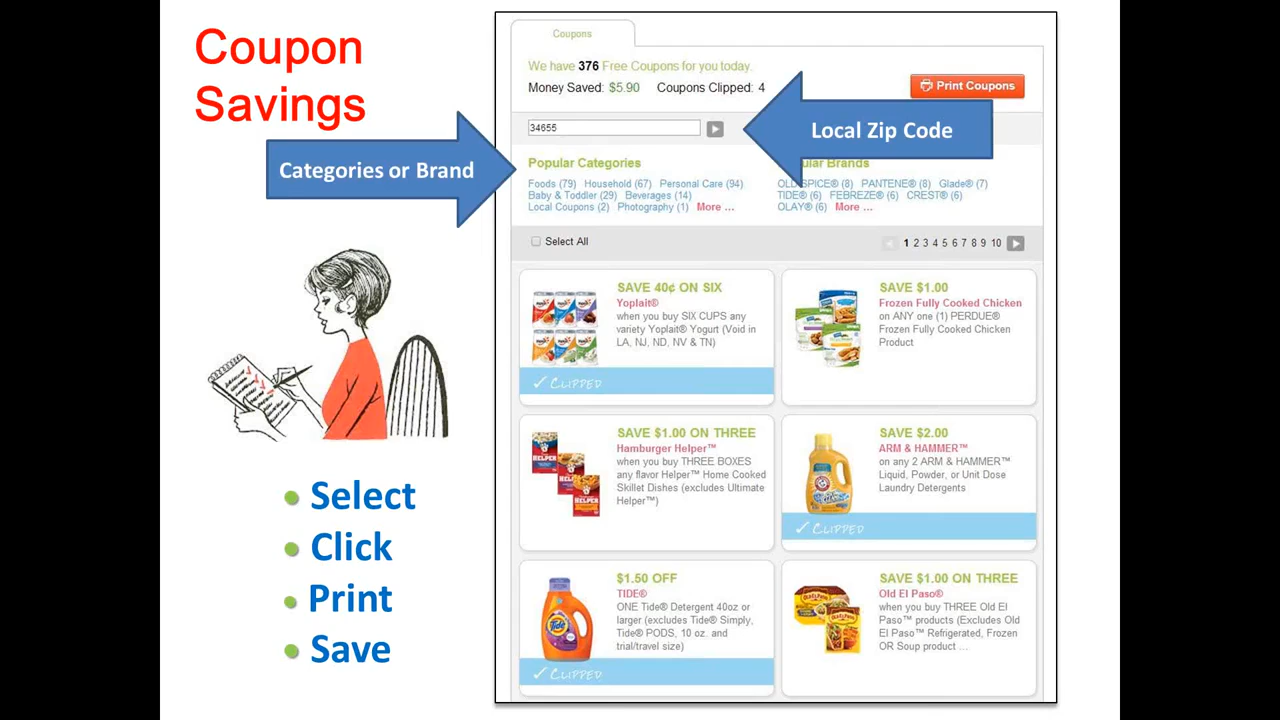 Coupon
Savings
Categories or Brand
Select
Click
Print
Save
Coupons
We have 376 Free Coupons for you today.
Money Saved: $5.90 Coupons Clipped: 4
Print Coupons
34655
Local Zip Code
Popular Categories
Foods (79) Household (67) Personal Care (94)
Baby & Toddler (29) Beverages (14)
Local Coupons (2) Photography (1) More ...
ular Brands
OLD SPICE® (8) PANTENE® (8) Glade® (7)
TIDE® (6) FEBREZE® (6) CREST® (6)
OLAY® (6) More ...
Select All
1 2 3 4 5 6 7 8 9 10
SAVE 40¢ ON SIX
Yoplait®
when you buy SIX CUPS any
variety Yoplait® Yogurt (Void in
LA, NJ, ND, NV & TN)
CLIPPED
SAVE $1.00
Frozen Fully Cooked Chicken
on ANY one (1) PERDUE®
Frozen Fully Cooked Chicken
Product
SAVE $1.00 ON THREE
Hamburger Helper™
when you buy THREE BOXES
any flavor Helper™ Home Cooked
Skillet Dishes (excludes Ultimate
Helper™)
HELPER
HELPER
HELPER
SAVE $2.00
ARM & HAMMER™
on any 2 ARM & HAMMER™
Liquid, Powder, or Unit Dose
Laundry Detergents
CLIPPED
$1.50 OFF
TIDE®
ONE Tide® Detergent 40oz or
larger (excludes Tide® Simply,
Tide® PODS, 10 oz. and
trial/travel size)
Tide
CLIPPED
SAVE $1.00 ON THREE
Old El Paso®
when you buy THREE Old El
Paso™ products (Excludes Old
El Paso™ Refrigerated, Frozen
OR Soup product ...
OLD EL PASO
OLD EL PASO